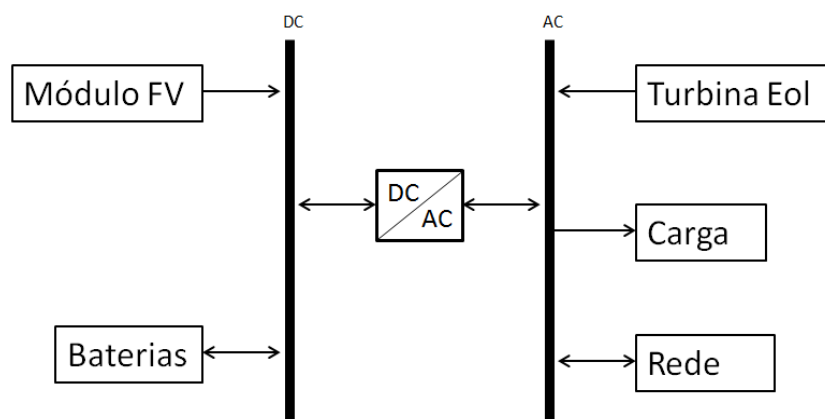 DC
AC
Módulo FV
Turbina Eol
DC
AC
Carga
Baterias
Rede